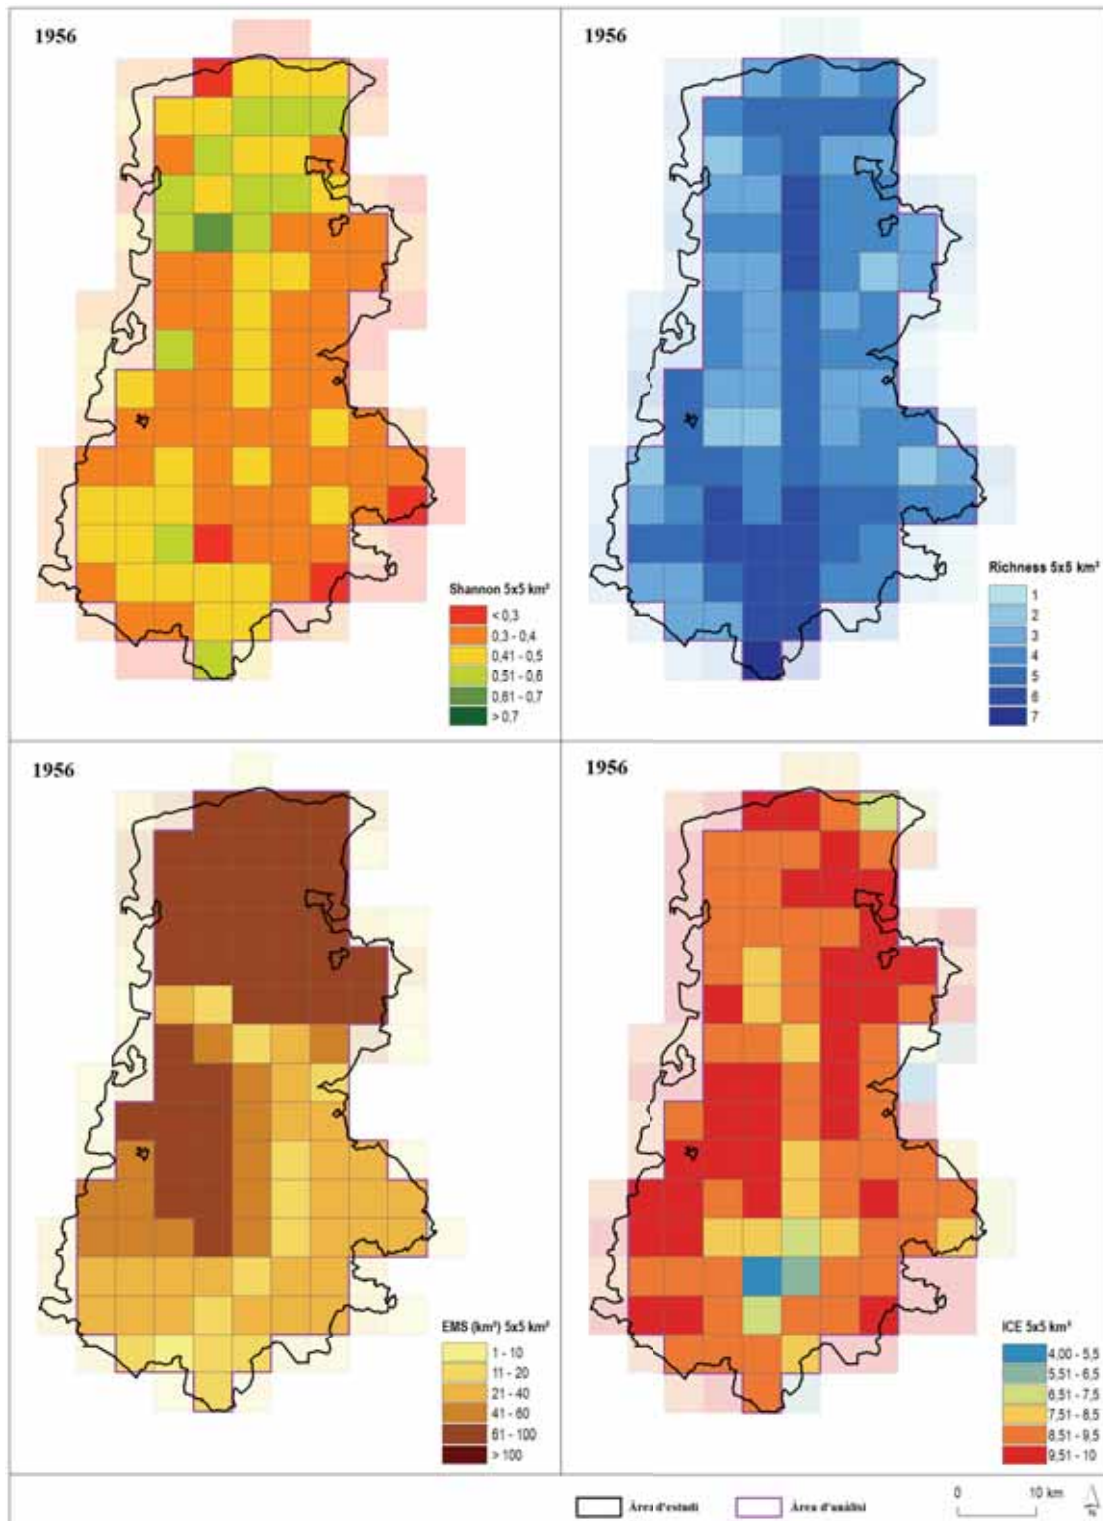 1956
Shannon 5x5 km²
< 0,3
0,3 - 0,4
0,41 - 0,5
0,51 - 0,6
0,61 - 0,7
> 0,7
1956
Richness 5x5 km²
1
2
3
4
5
6
7
1956
EMS (km²) 5x5 km²
1 - 10
11 - 20
21 - 40
41 - 60
61 - 100
> 100
1956
ICE 5x5 km²
4,00 - 5,5
5,51 - 6,5
6,51 - 7,5
7,51 - 8,5
8,51 - 9,5
9,51 - 10
Àrea d'estudi
Àrea d'anàlisi
0 10 km
N